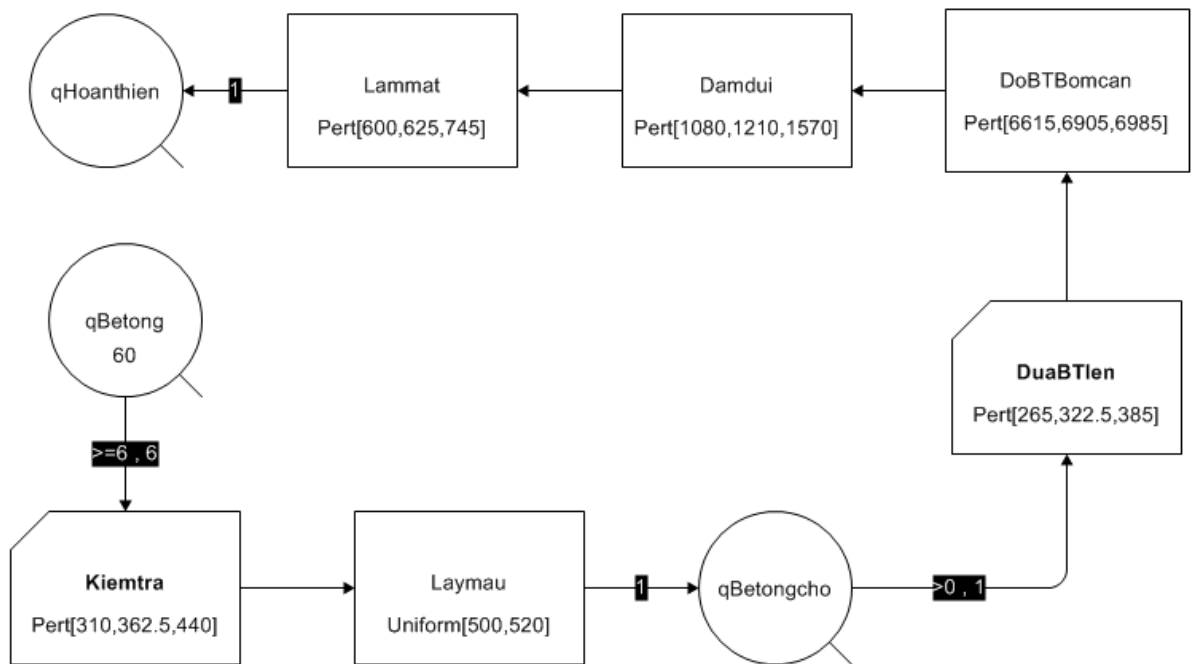 qHoanthien
1
Lammat
Pert[600,625,745]
Damdui
Pert[1080,1210,1570]
DoBTBomcan
Pert[6615,6905,6985]
qBetong
60
>=6 , 6
DuaBTlen
Pert[265,322.5,385]
Kiemtra
Pert[310,362.5,440]
Laymau
Uniform[500,520]
1
qBetongcho
>0 , 1